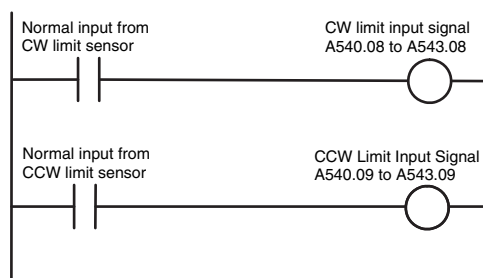 Normal input from
CW limit sensor
CW limit input signal
A540.08 to A543.08
Normal input from
CCW limit sensor
CCW Limit Input Signal
A540.09 to A543.09